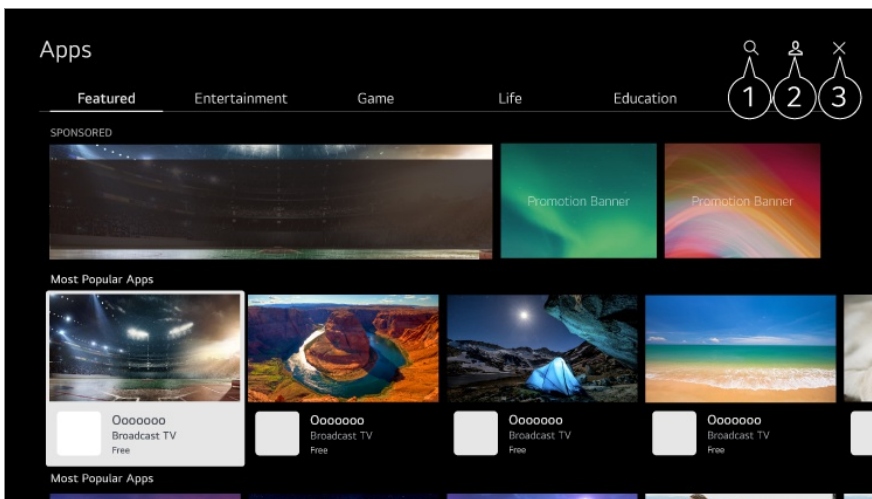 Apps
1 2 3
Featured Entertainment Game Life Education
SPONSORED
Promotion Banner Promotion Banner
Most Popular Apps
Ooooooo Ooooooo Ooooooo Ooooooo
Broadcast TV Broadcast TV Broadcast TV Broadcast TV
Free Free Free Free
Most Popular Apps